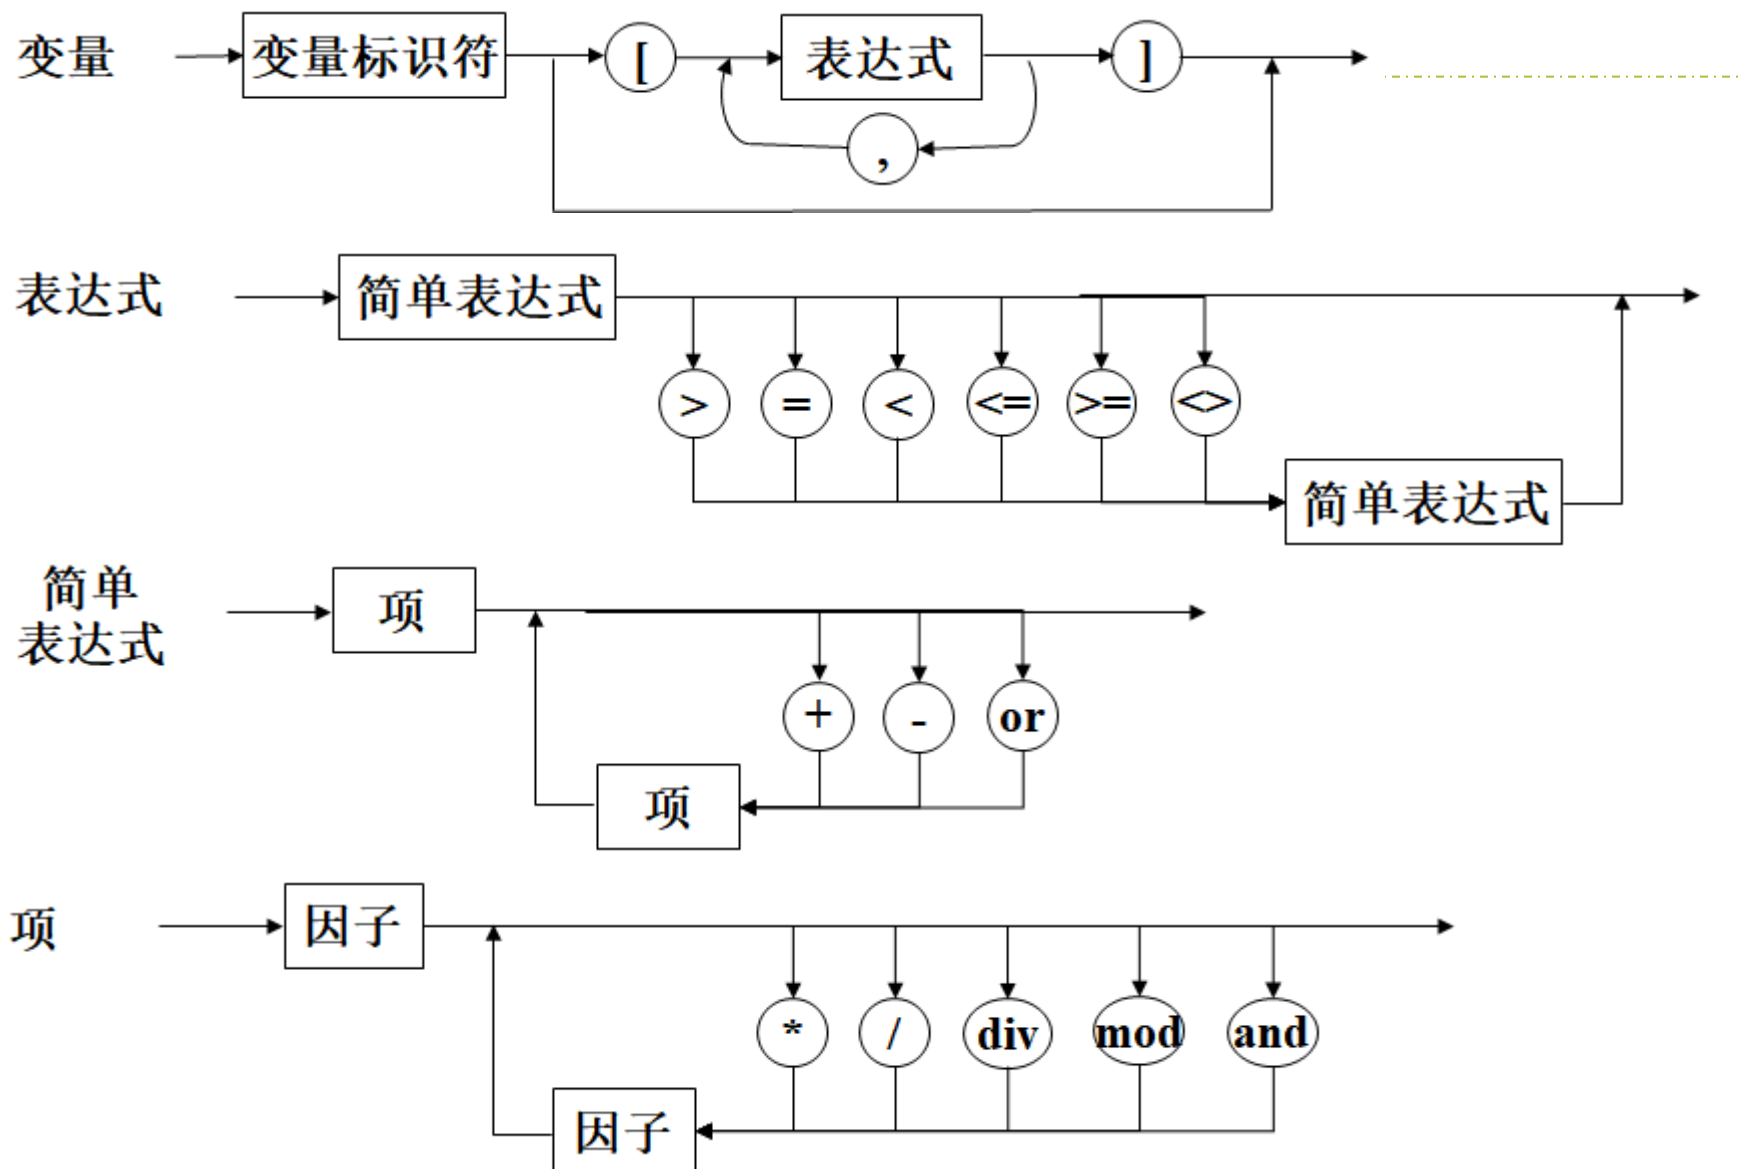 变量 变量标识符 [ 表达式 ]
,
表达式 简单表达式
> = < <= >= <>
简单表达式
简单 项
表达式
+ - or
项
项 因子
* / div mod and
因子